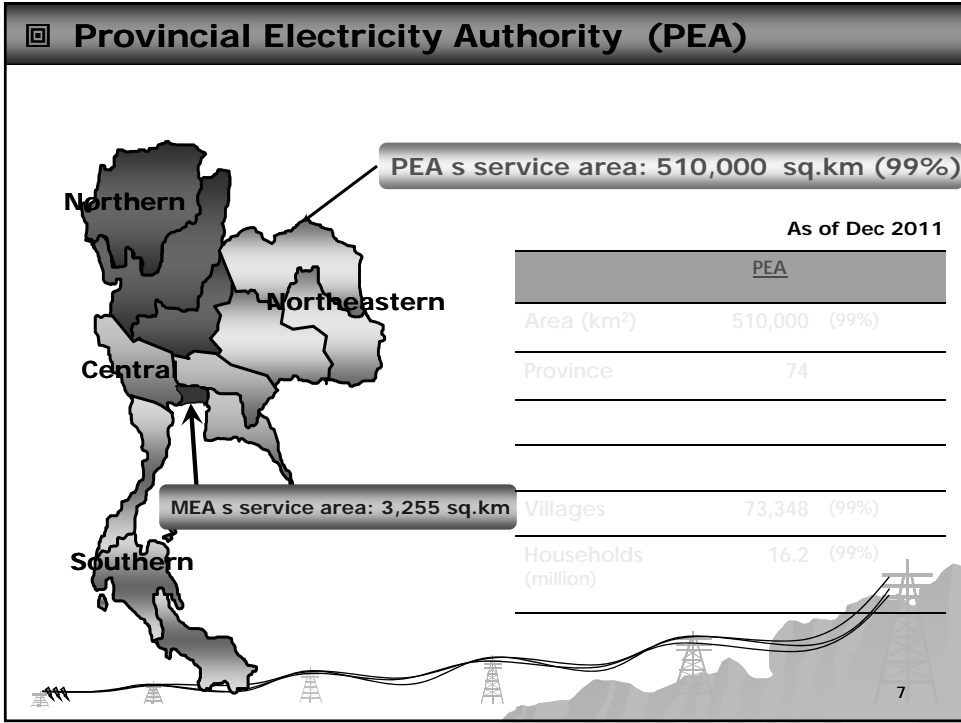 Provincial Electricity Authority (PEA)
PEA s service area: 510,000 sq.km (99%)
Northern
As of Dec 2011
PEA
Northeastern
Area (km²) 510,000 (99%)
Central
Province 74
MEA s service area: 3,255 sq.km
Villages 73,348 (99%)
Southern
Households 16.2 (99%)
(million)
7